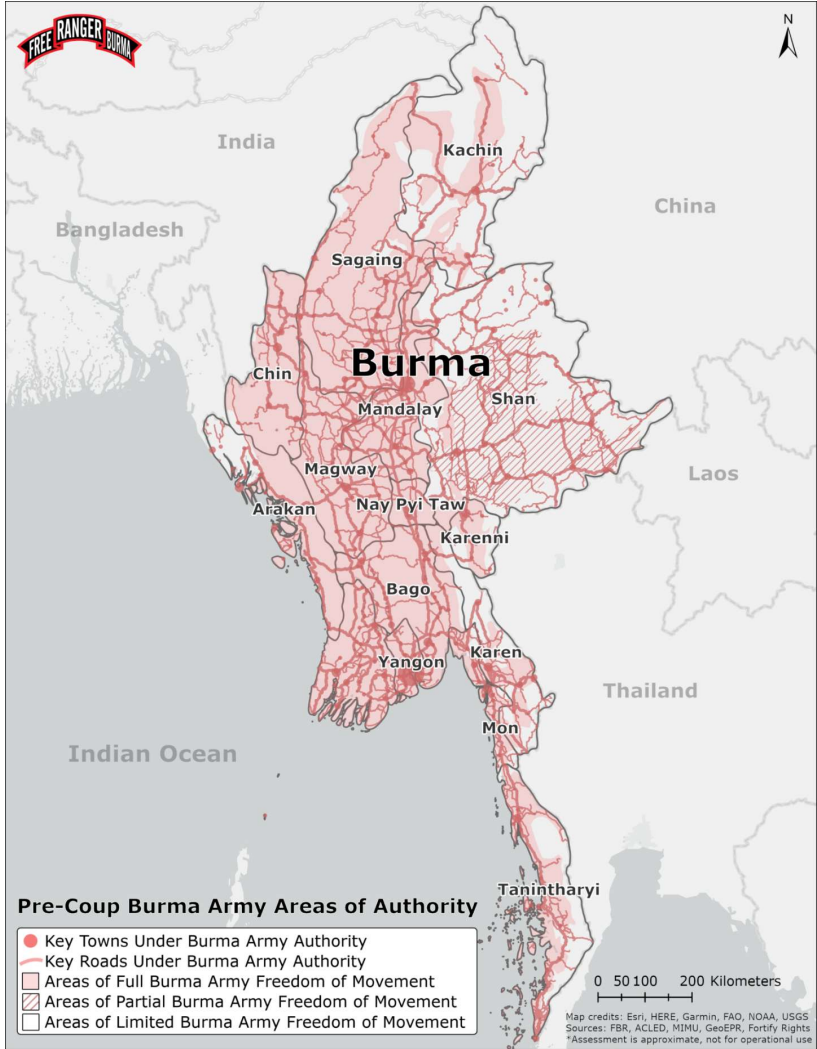 FREE RANGER BURMA
N
India
Kachin
China
Bangladesh
Sagaing
Burma
Chin
Shan
Mandalay
Laos
Magway
Arakan
Nay Pyi Taw
Karenni
Bago
Karen
Yangon
Thailand
Mon
Indian Ocean
Tanintharyi
Pre-Coup Burma Army Areas of Authority
Key Towns Under Burma Army Authority
Key Roads Under Burma Army Authority
Areas of Full Burma Army Freedom of Movement
Areas of Partial Burma Army Freedom of Movement
Areas of Limited Burma Army Freedom of Movement
0 50 100 200 Kilometers
Map credits: Esri, HERE, Garmin, FAO, NOAA, USGS
Sources: FBR, ACLED, MIMU, GeoEPR, Fortify Rights
*Assessment is approximate, not for operational use